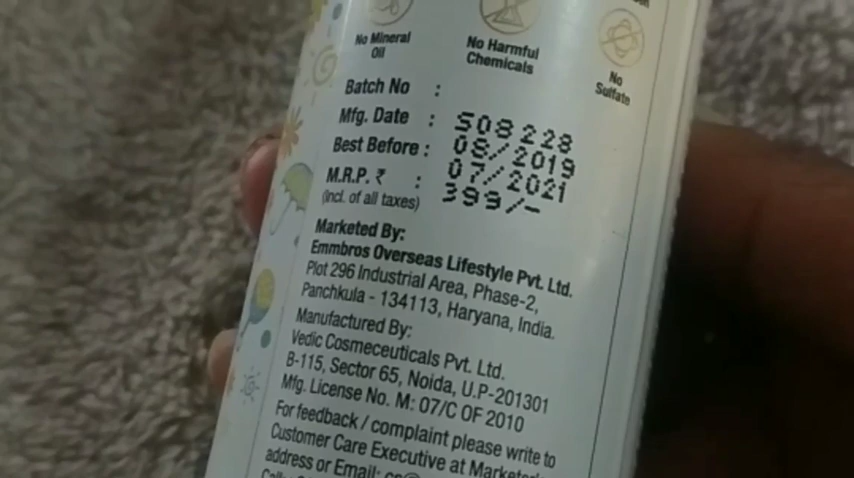 No Mineral
Oil
No Harmful
Chemicals
No
Sulfate
Batch No : S08228
Mfg. Date : 08/2019
Best Before : 07/2021
M.R.P. ₹ : 399/-
(Incl. of all taxes)
Marketed By:
Emmbros Overseas Lifestyle Pvt. Ltd.
Plot 296 Industrial Area, Phase-2,
Panchkula - 134113, Haryana, India.
Manufactured By:
Vedic Cosmeceuticals Pvt. Ltd.
B-115, Sector 65, Noida, U.P-201301
Mfg. License No. M: 07/C OF 2010
For feedback / complaint please write to
Customer Care Executive at
address or Email: